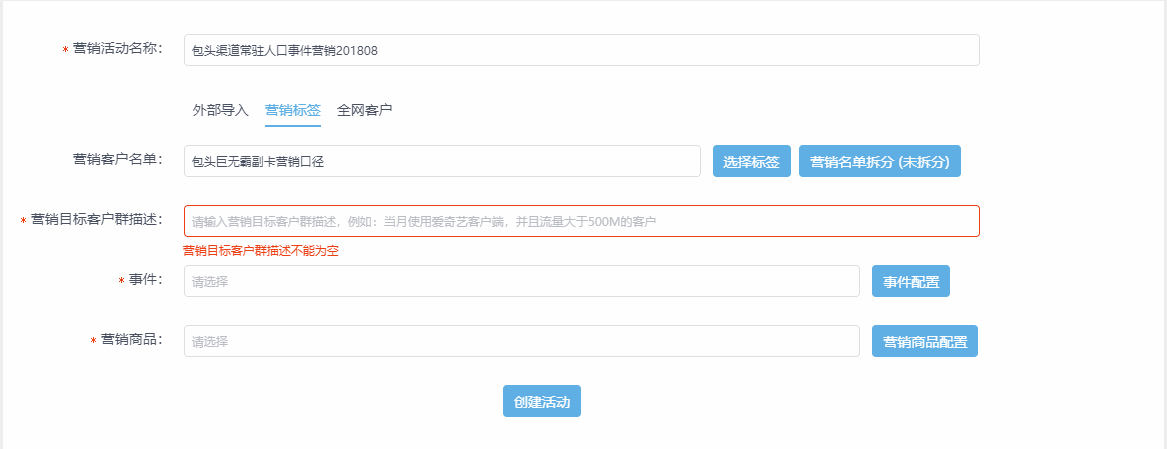 * 营销活动名称： 包头渠道常驻人口事件营销201808
外部导入 营销标签 全网客户
营销客户名单： 包头巨无霸副卡营销口径 选择标签 营销名单拆分 (未拆分)
* 营销目标客户群描述： 请输入营销目标客户群描述，例如：当月使用爱奇艺客户端，并且流量大于500M的客户
营销目标客户群描述不能为空
* 事件： 请选择 事件配置
* 营销商品： 请选择 营销商品配置
创建活动